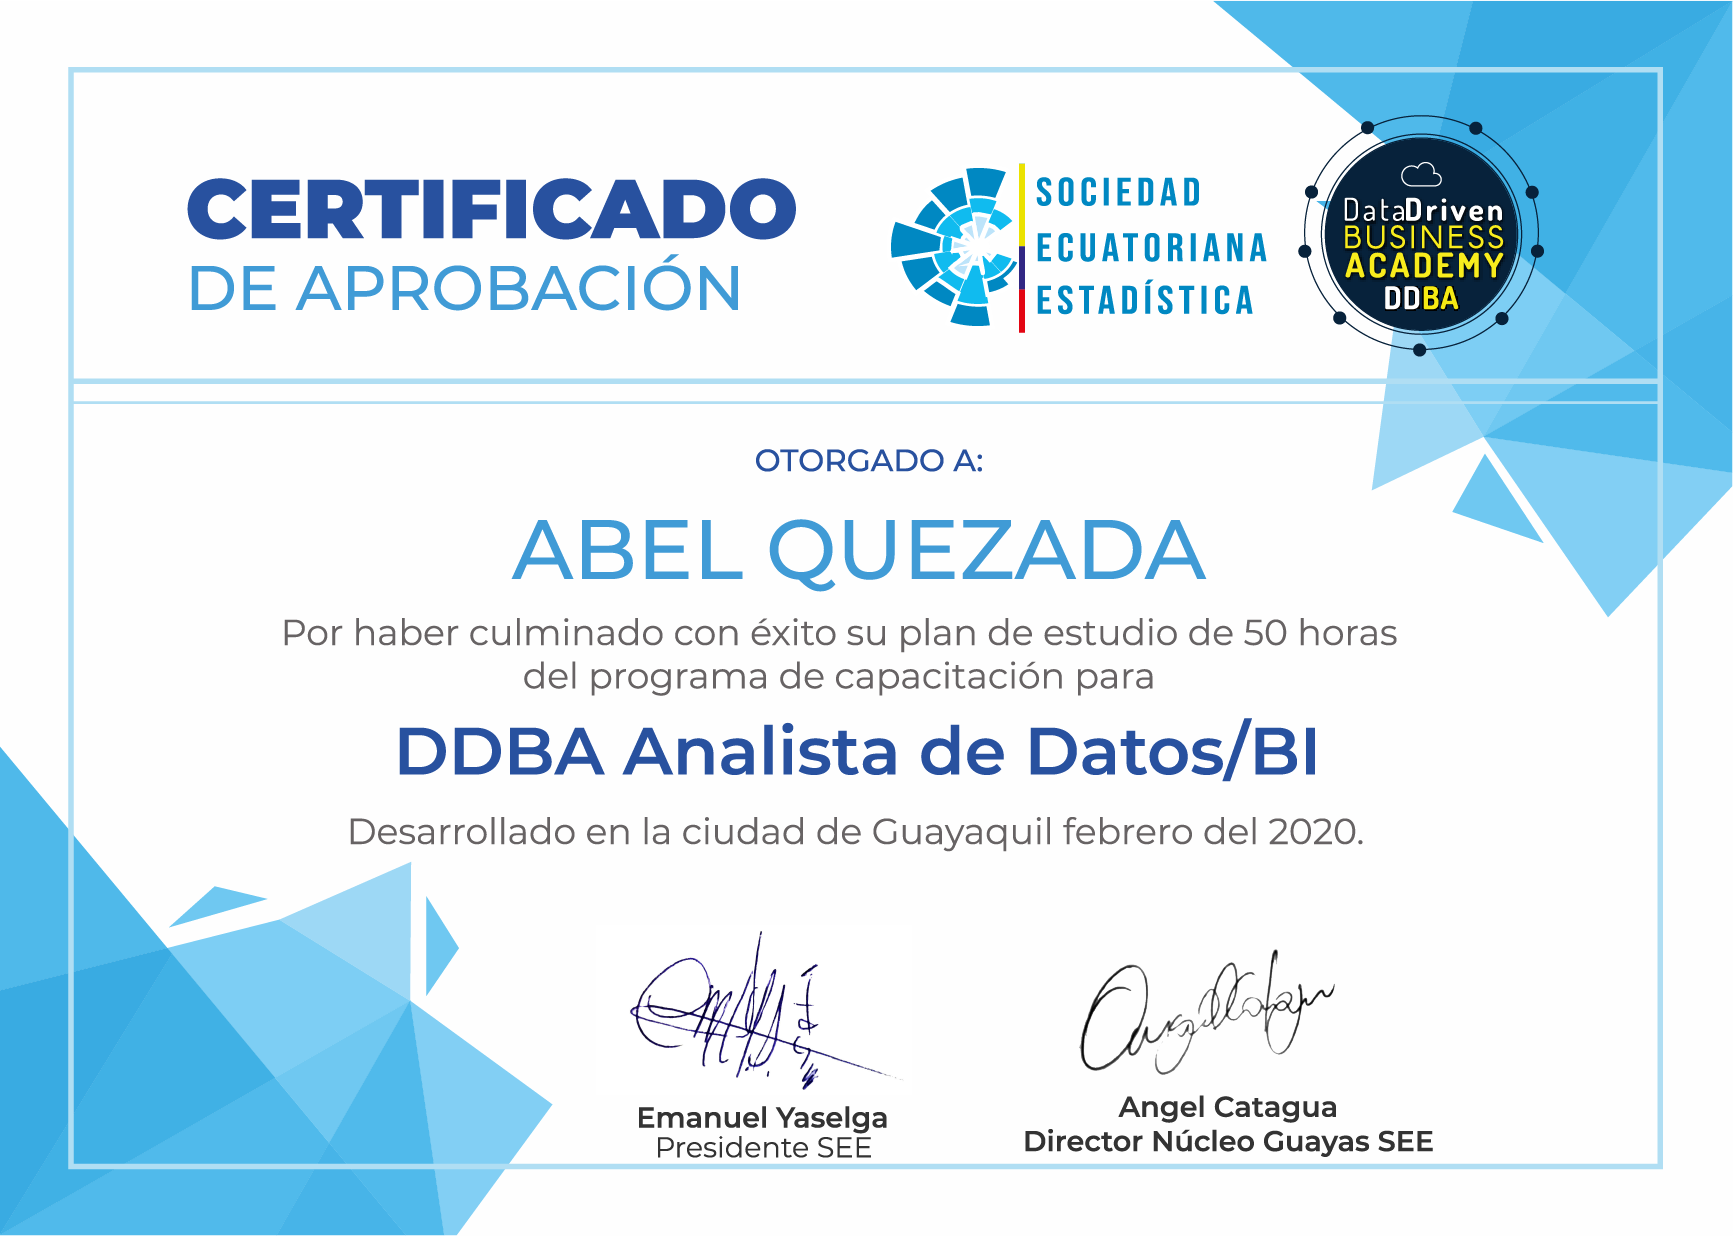 CERTIFICADO
DE APROBACIÓN
SOCIEDAD
ECUATORIANA
ESTADÍSTICA
DataDriven
BUSINESS
ACADEMY
DDBA
OTORGADO A:
ABEL QUEZADA
Por haber culminado con éxito su plan de estudio de 50 horas
del programa de capacitación para
DDBA Analista de Datos/BI
Desarrollado en la ciudad de Guayaquil febrero del 2020.
Emanuel Yaselga
Presidente SEE
Angel Catagua
Director Núcleo Guayas SEE